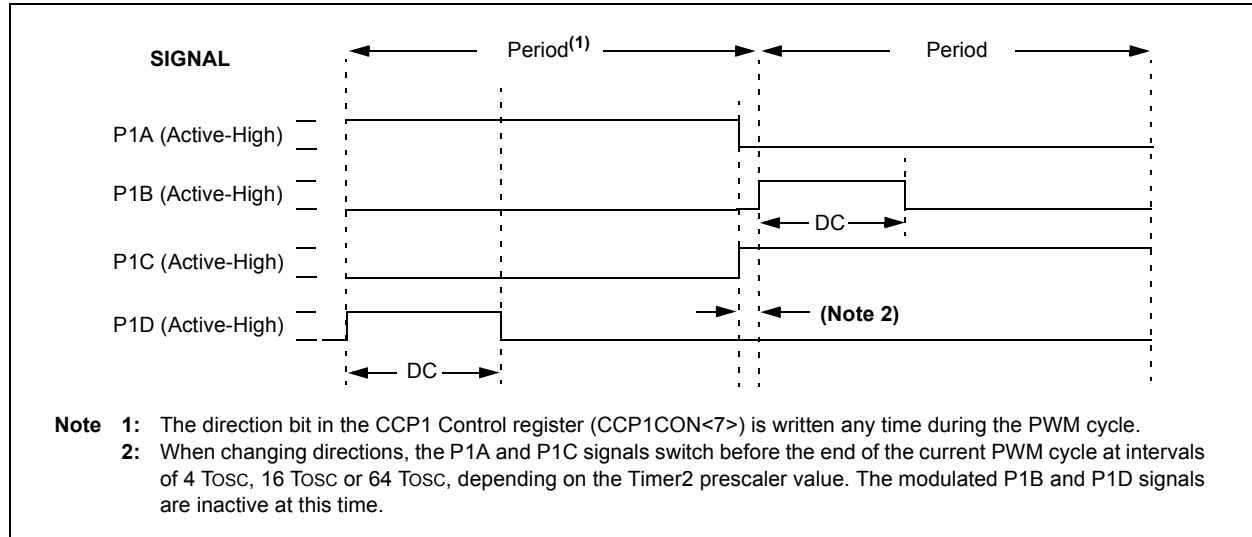 SIGNAL
Period(1)
Period
P1A (Active-High)
P1B (Active-High)
DC
P1C (Active-High)
P1D (Active-High)
(Note 2)
DC
Note 1: The direction bit in the CCP1 Control register (CCP1CON<7>) is written any time during the PWM cycle.
2: When changing directions, the P1A and P1C signals switch before the end of the current PWM cycle at intervals
of 4 TOSC, 16 TOSC or 64 TOSC, depending on the Timer2 prescaler value. The modulated P1B and P1D signals
are inactive at this time.